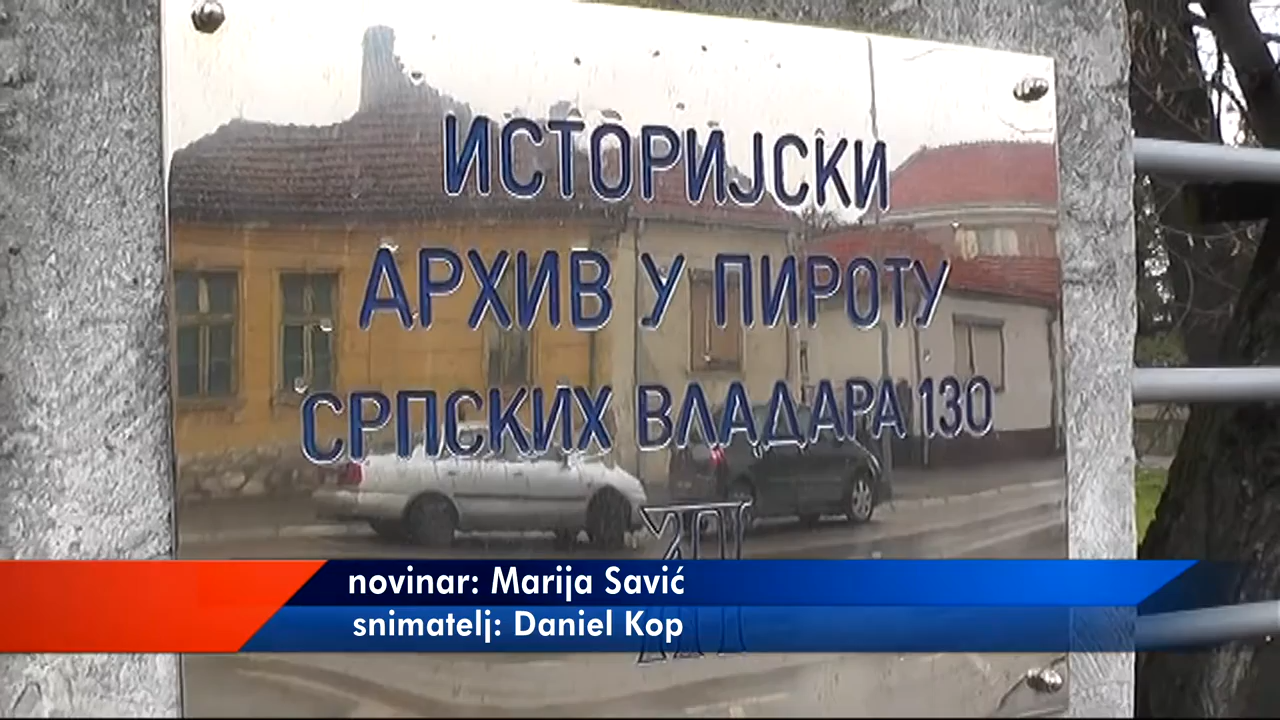 ИСТОРИЈСКИ
АРХИВ У ПИРОТУ
СРПСКИХ ВЛАДАРА 130
novinar: Marija Savić
snimatelj: Daniel Kop